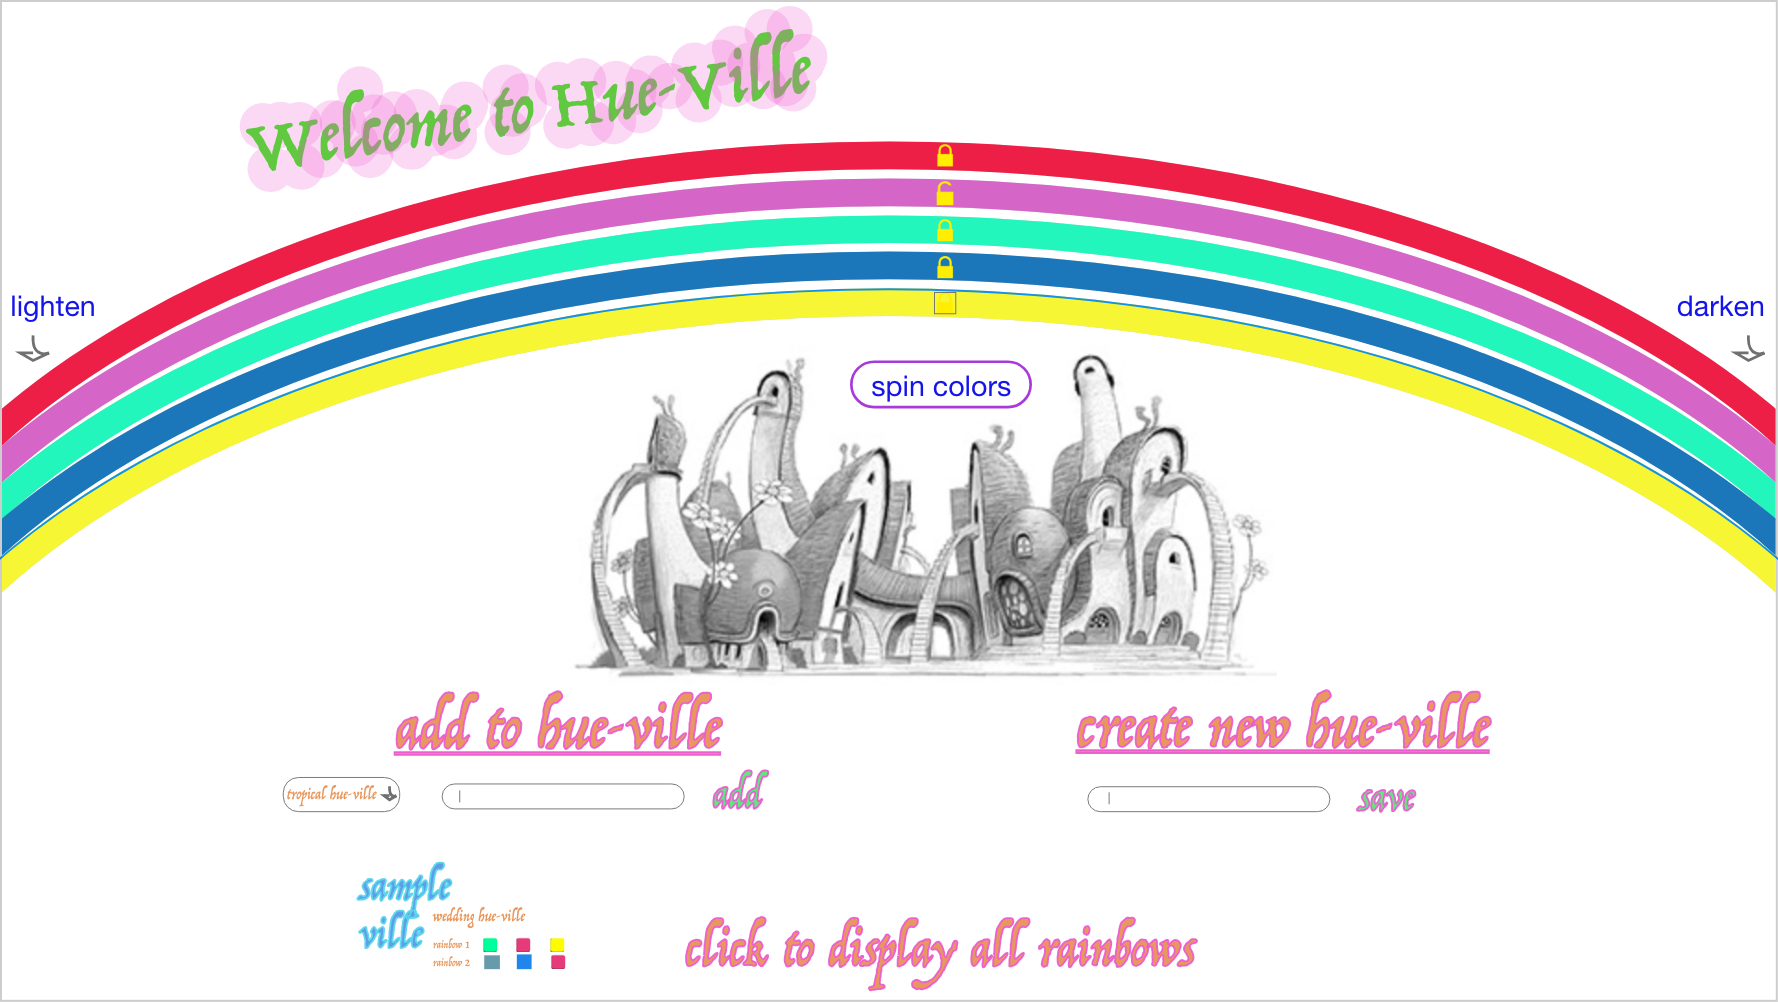 Welcome to Hue-Ville
lighten
darken
spin colors
add to hue-ville
create new hue-ville
tropical hue-ville
add
save
sample
ville
wedding hue-ville
rainbow 1
rainbow 2
click to display all rainbows